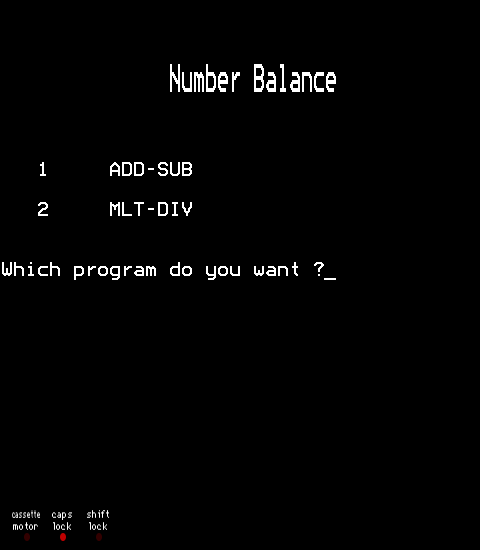 Number Balance
1 ADD-SUB
2 MLT-DIV
Which program do you want ?_
cassette motor caps lock shift lock